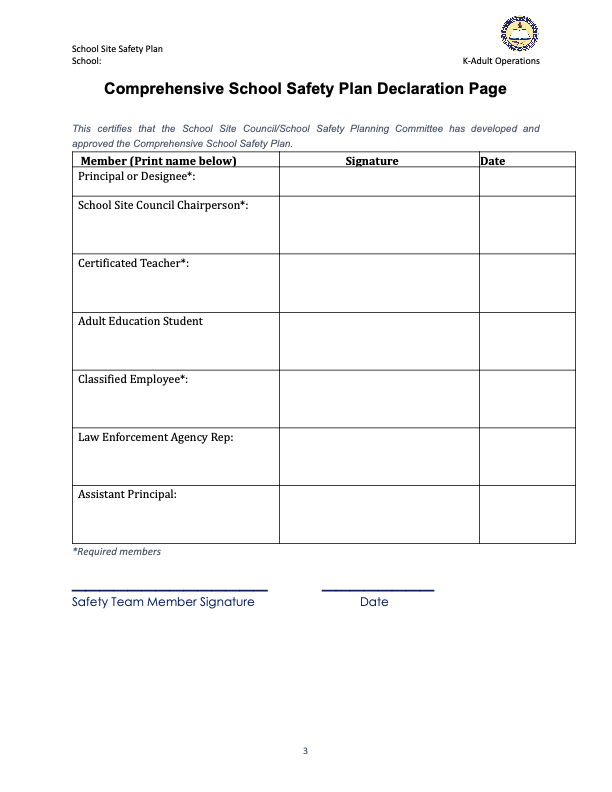 School Site Safety Plan
School:
K-Adult Operations
Comprehensive School Safety Plan Declaration Page
This certifies that the School Site Council/School Safety Planning Committee has developed and
approved the Comprehensive School Safety Plan.
Member (Print name below) Signature Date
Principal or Designee*:
School Site Council Chairperson*:
Certificated Teacher*:
Adult Education Student
Classified Employee*:
Law Enforcement Agency Rep:
Assistant Principal:
*Required members
Safety Team Member Signature Date
3